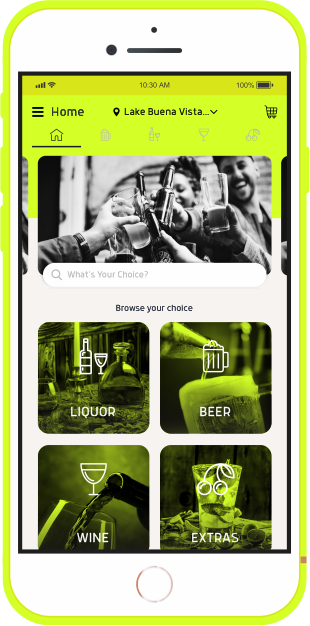 10:30 AM
100%
Home
Lake Buena Vista...
What's Your Choice?
Browse your choice
LIQUOR
BEER
WINE
EXTRAS